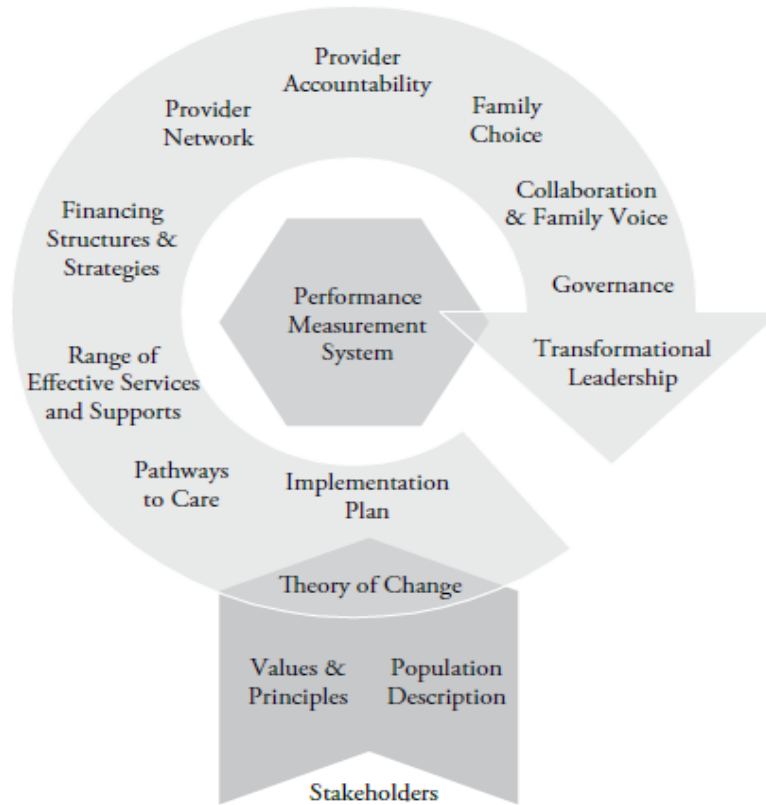 Provider
Accountability
Provider
Network
Family
Choice
Collaboration
& Family Voice
Financing
Structures &
Strategies
Governance
Performance
Measurement
System
Transformational
Leadership
Range of
Effective Services
and Supports
Pathways
to Care
Implementation
Plan
Theory of Change
Values &
Principles
Population
Description
Stakeholders